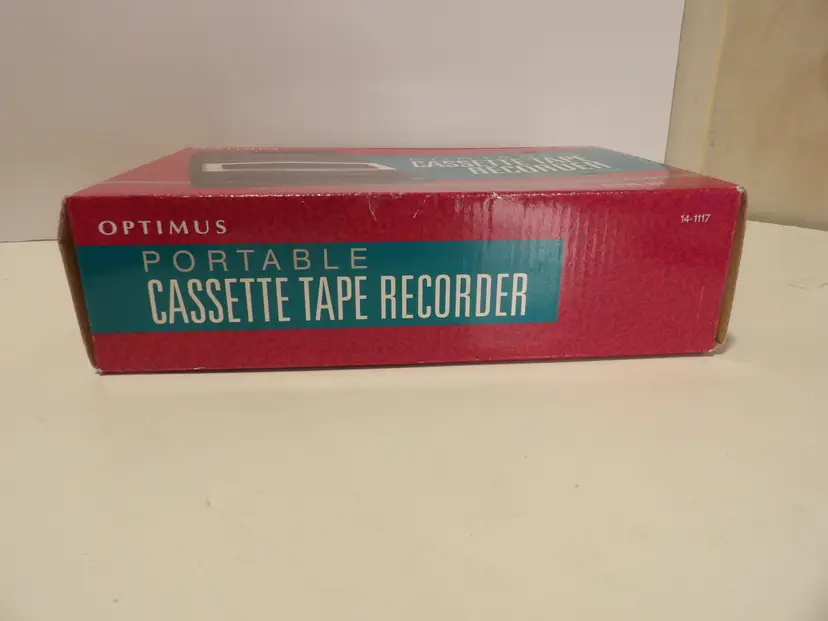 CASSETTE TAPE
RECORDER
OPTIMUS
14-1117
PORTABLE
CASSETTE TAPE RECORDER